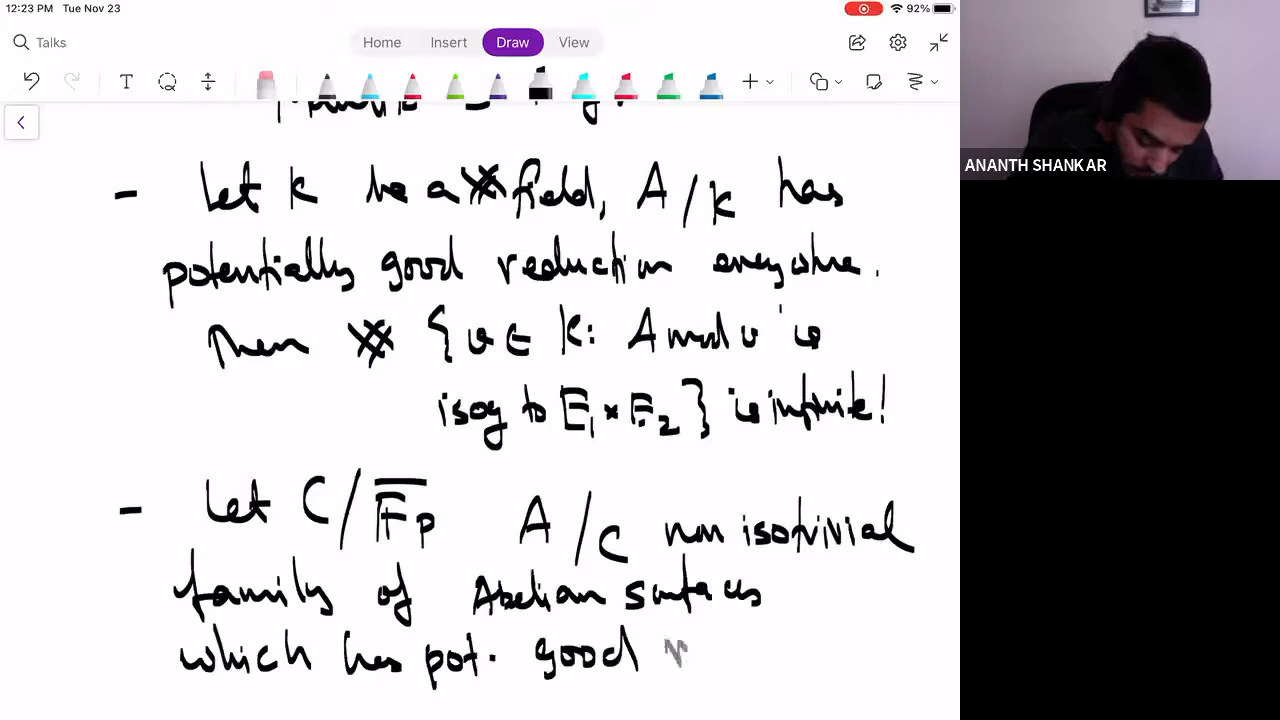 12:23 PM Tue Nov 23
92%
Talks
Home Insert Draw View
T
ANANTH SHANKAR
- Let K be a # field, A/K has
potentially good reduction everywhere.
Then # {v ∈ K: A mod v is
isog to E₁ × E₂} is infinite!
- Let C/F̅p A/C non isotrivial
family of Abelian surfaces
which has pot. good